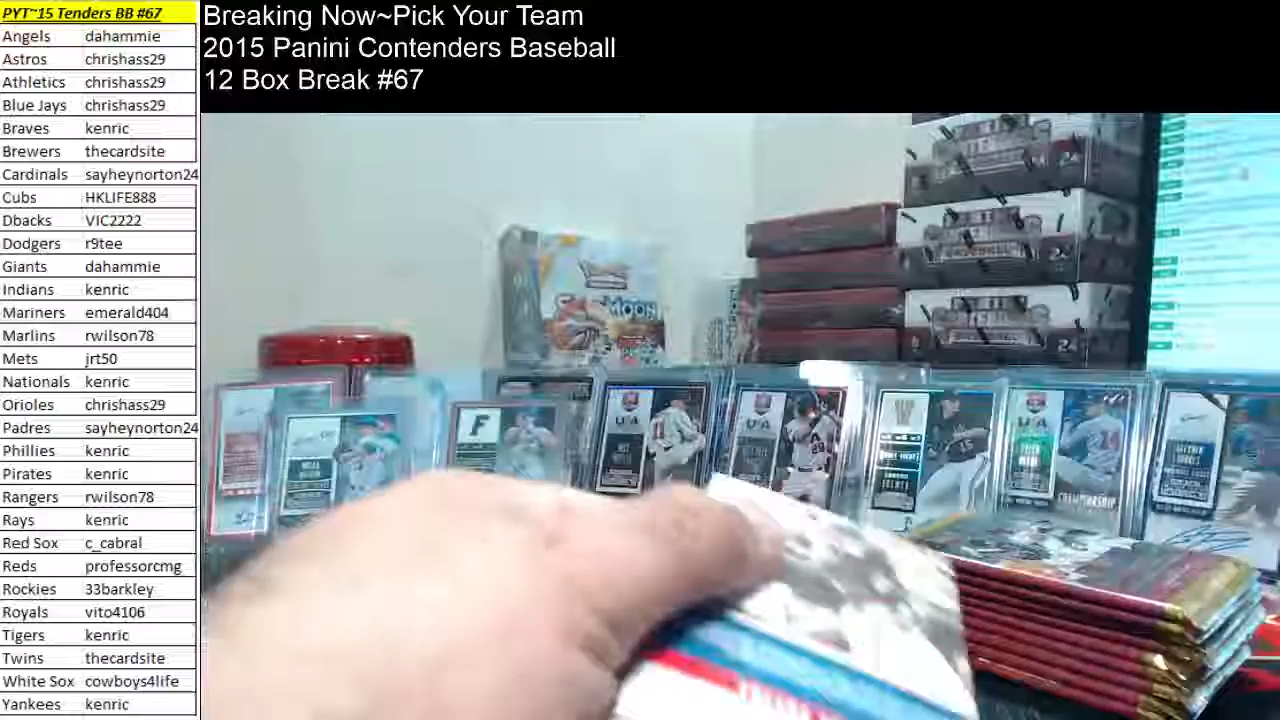 PYT~15 Tenders BB #67
Angels dahammie
Astros chrishass29
Athletics chrishass29
Blue Jays chrishass29
Braves kenric
Brewers thecardsite
Cardinals sayheynorton24
Cubs HKLIFE888
Dbacks VIC2222
Dodgers r9tee
Giants dahammie
Indians kenric
Mariners emerald404
Marlins rwilson78
Mets jrt50
Nationals kenric
Orioles chrishass29
Padres sayheynorton24
Phillies kenric
Pirates kenric
Rangers rwilson78
Rays kenric
Red Sox c_cabral
Reds professorcmg
Rockies 33barkley
Royals vito4106
Tigers kenric
Twins thecardsite
White Sox cowboys4life
Yankees kenric
Breaking Now~Pick Your Team
2015 Panini Contenders Baseball
12 Box Break #67
MOON
24
F
V
15
CHAMPIONSHIP